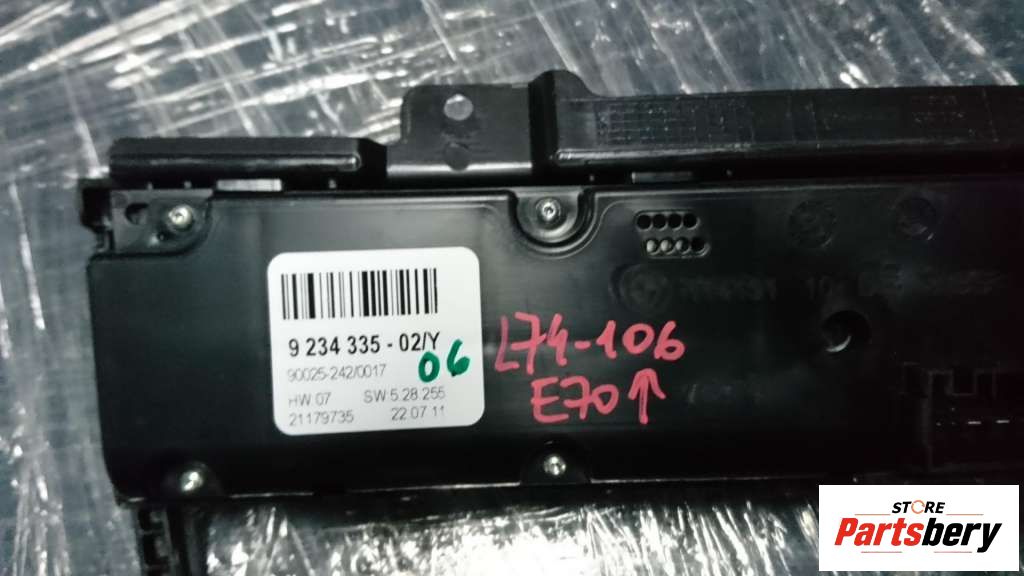 9 234 335 - 02/Y
90025-242/0017
06
HW 07 SW 5.28.255
21179735 22.07.11
L74-106
E70↑
STORE
Partsbery